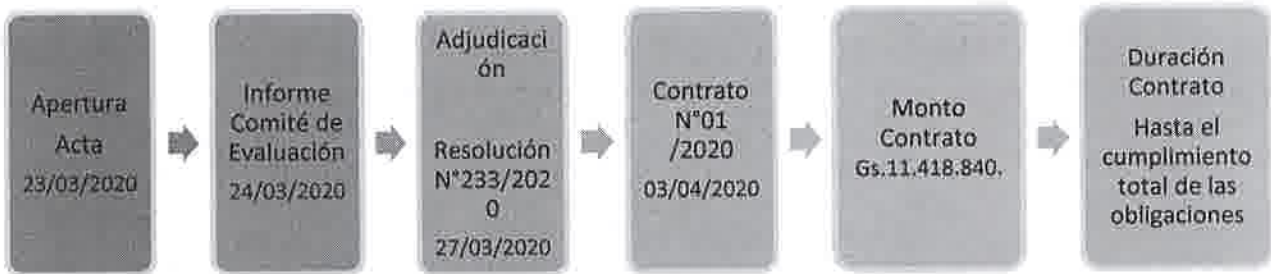 Apertura
Acta
23/03/2020
Informe
Comité de
Evaluación
24/03/2020
Adjudicaci
ón
Resolución
N°233/202
0
27/03/2020
Contrato
N°01
/2020
03/04/2020
Monto
Contrato
Gs.11.418.840.
Duración
Contrato
Hasta el
cumplimiento
total de las
obligaciones